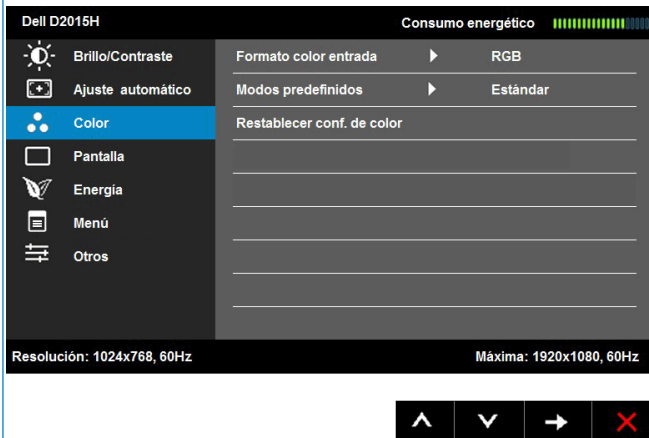 Dell D2015H Consumo energético
Brillo/Contraste Formato color entrada RGB
Ajuste automático Modos predefinidos Estándar
Color Restablecer conf. de color
Pantalla
Energía
Menú
Otros
Resolución: 1024x768, 60Hz Máxima: 1920x1080, 60Hz